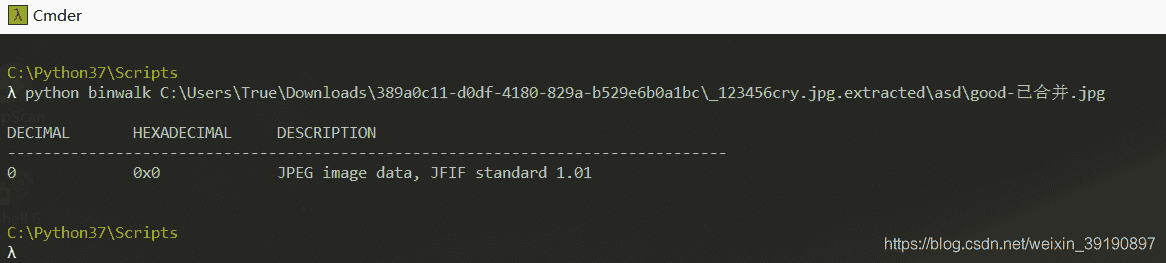 Cmder
C:\Python37\Scripts
λ python binwalk C:\Users\True\Downloads\389a0c11-d0df-4180-829a-b529e6b0a1bc\_123456cry.jpg.extracted\asd\good-已合并.jpg
DECIMAL HEXADECIMAL DESCRIPTION
--------------------------------------------------------------------------------
0 0x0 JPEG image data, JFIF standard 1.01
C:\Python37\Scripts
λ
https://blog.csdn.net/weixin_39190897